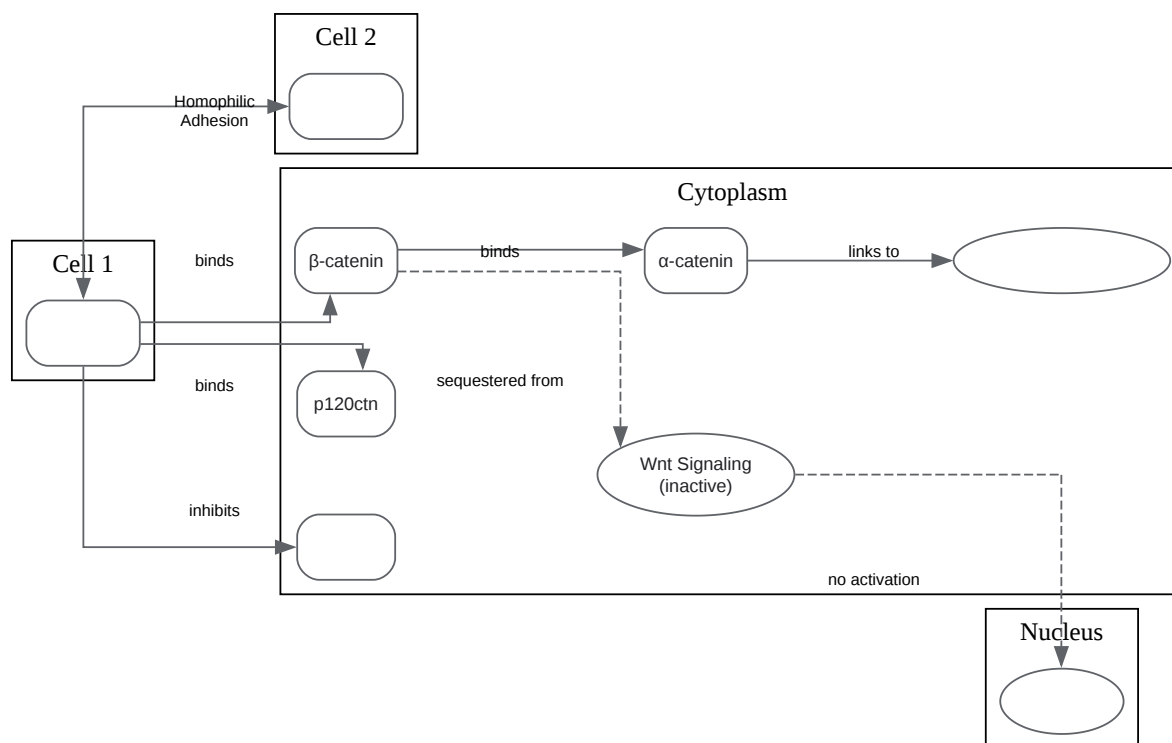 Cell 2
Homophilic
Adhesion
Cytoplasm
Cell 1
binds
β-catenin
binds
α-catenin
links to
binds
p120ctn
sequestered from
Wnt Signaling
(inactive)
inhibits
no activation
Nucleus